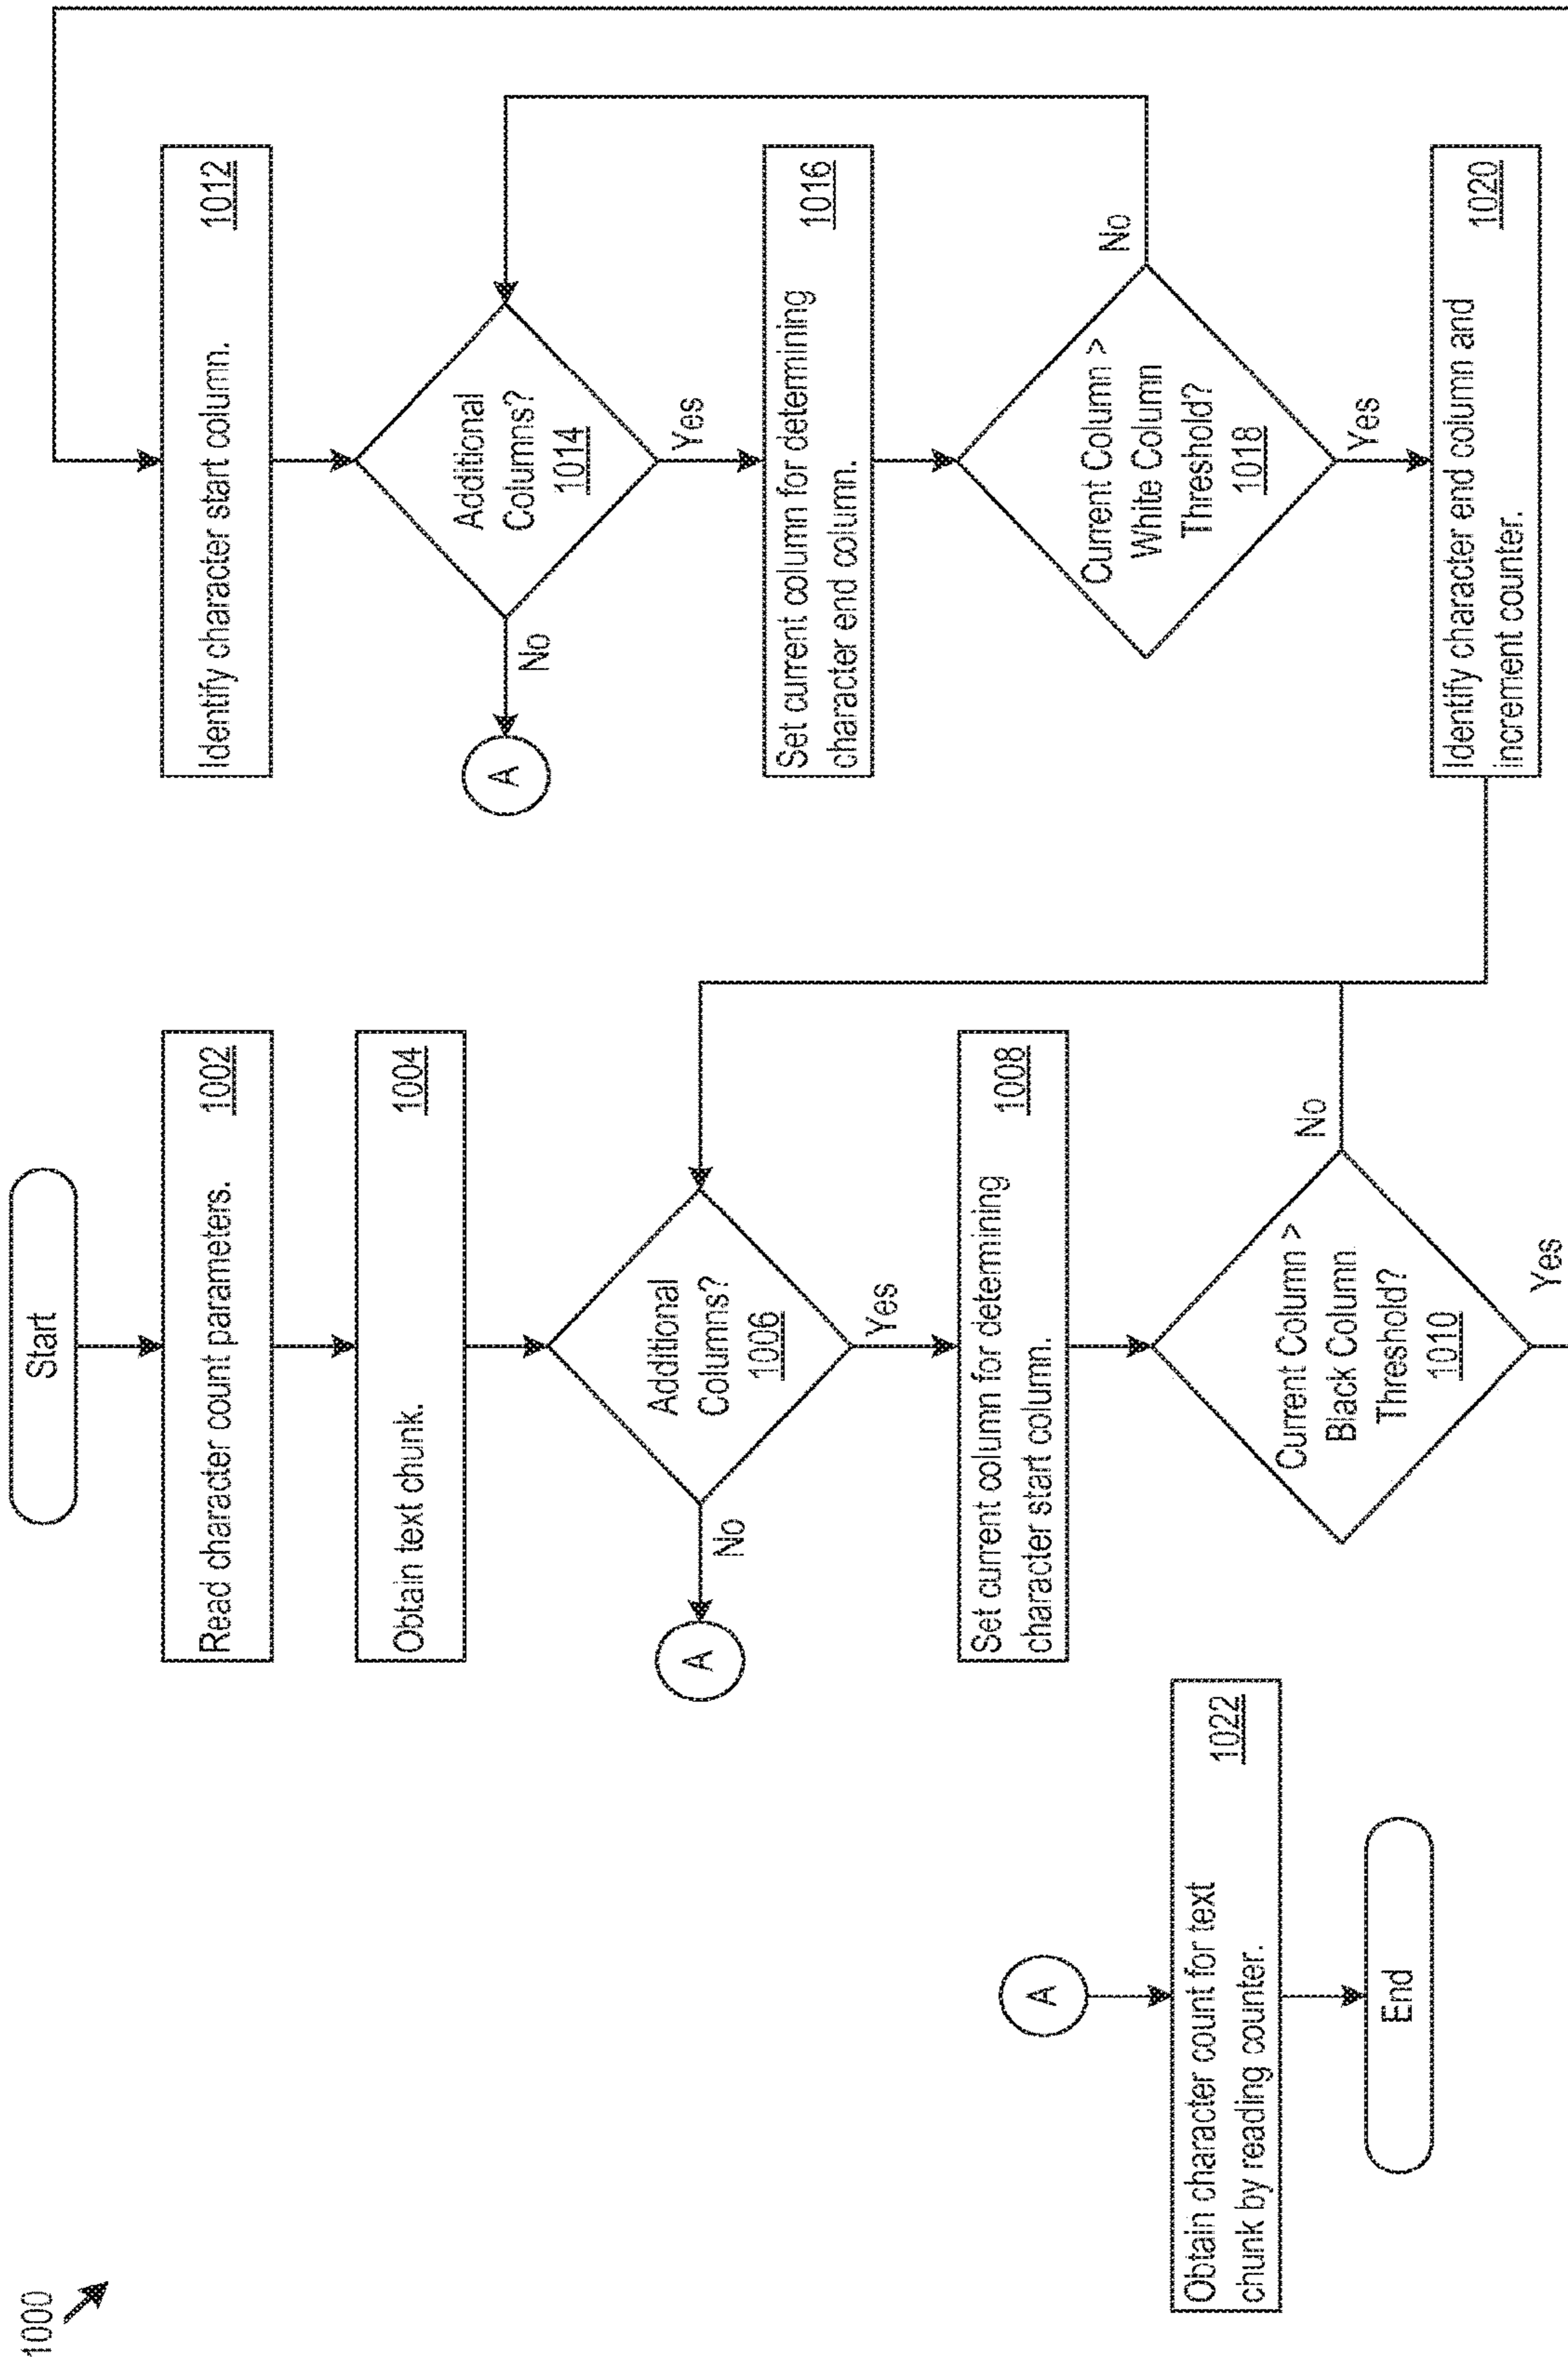 1000
Start
Read character count parameters.
1002
Obtain text chunk.
1004
Additional
Columns?
1006
No
A
Yes
Set current column for determining
character start column.
1008
Current Column >
Black Column
Threshold?
1010
No
Yes
Identify character start column.
1012
Additional
Columns?
1014
No
A
Yes
Set current column for determining
character end column.
1016
Current Column >
White Column
Threshold?
1018
No
Yes
Identify character end column and
increment counter.
1020
A
Obtain character count for text
chunk by reading counter.
1022
End